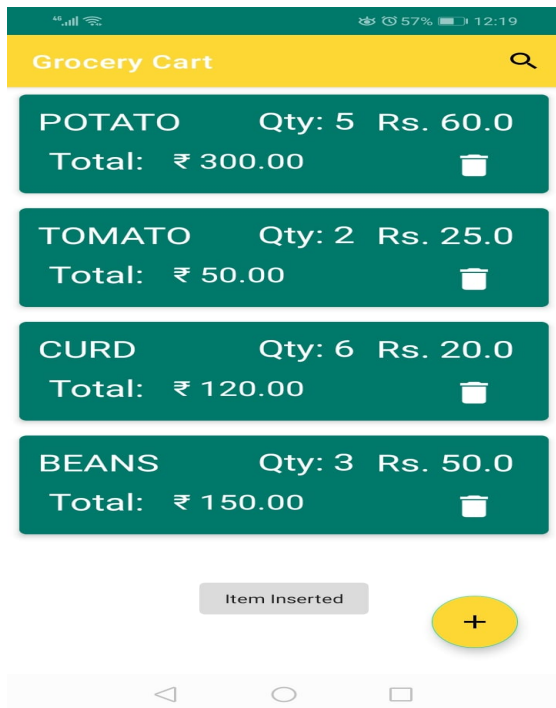 46 57% 12:19
Grocery Cart
POTATO Qty: 5 Rs. 60.0
Total: ₹ 300.00
TOMATO Qty: 2 Rs. 25.0
Total: ₹ 50.00
CURD Qty: 6 Rs. 20.0
Total: ₹ 120.00
BEANS Qty: 3 Rs. 50.0
Total: ₹ 150.00
Item Inserted
+